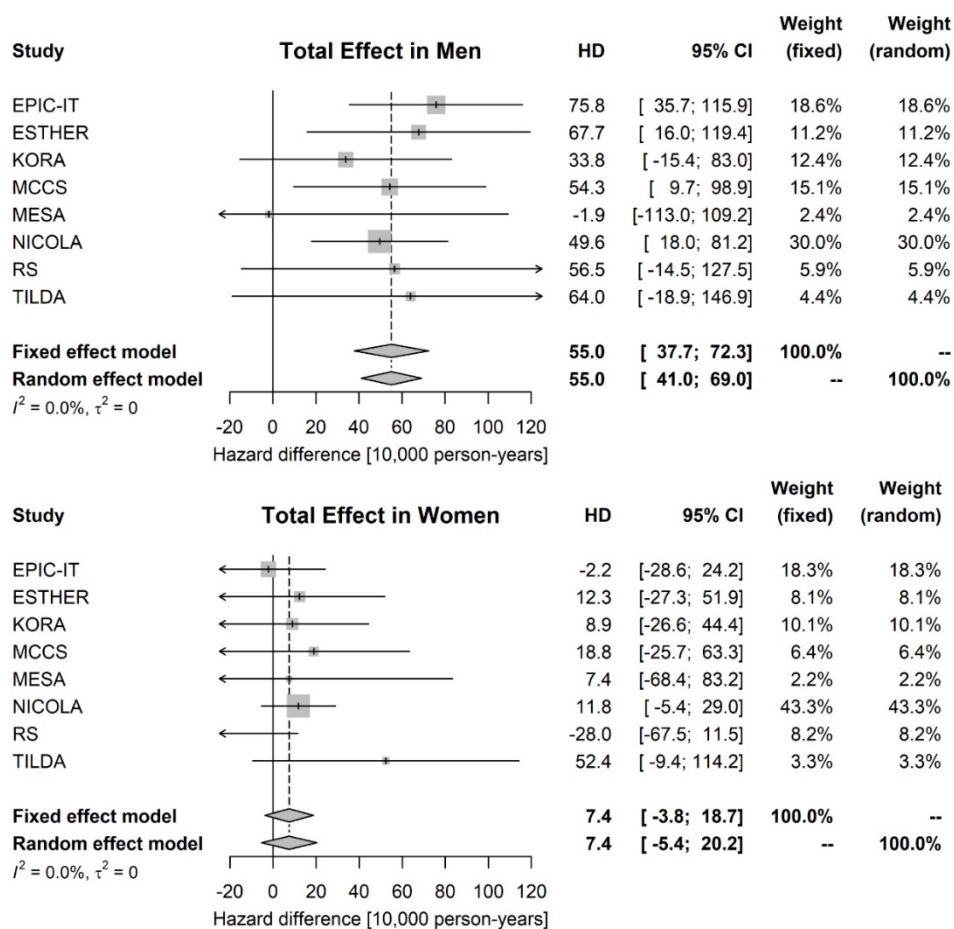 Weight Weight
Study Total Effect in Men HD 95% CI (fixed) (random)
EPIC-IT 75.8 [ 35.7; 115.9] 18.6% 18.6%
ESTHER 67.7 [ 16.0; 119.4] 11.2% 11.2%
KORA 33.8 [ -15.4; 83.0] 12.4% 12.4%
MCCS 54.3 [ 9.7; 98.9] 15.1% 15.1%
MESA -1.9 [-113.0; 109.2] 2.4% 2.4%
NICOLA 49.6 [ 18.0; 81.2] 30.0% 30.0%
RS 56.5 [ -14.5; 127.5] 5.9% 5.9%
TILDA 64.0 [ -18.9; 146.9] 4.4% 4.4%
Fixed effect model 55.0 [ 37.7; 72.3] 100.0% --
Random effect model 55.0 [ 41.0; 69.0] -- 100.0%
I² = 0.0%, τ² = 0
-20 0 20 40 60 80 100 120
Hazard difference [10,000 person-years]
Weight Weight
Study Total Effect in Women HD 95% CI (fixed) (random)
EPIC-IT -2.2 [-28.6; 24.2] 18.3% 18.3%
ESTHER 12.3 [-27.3; 51.9] 8.1% 8.1%
KORA 8.9 [-26.6; 44.4] 10.1% 10.1%
MCCS 18.8 [-25.7; 63.3] 6.4% 6.4%
MESA 7.4 [-68.4; 83.2] 2.2% 2.2%
NICOLA 11.8 [ -5.4; 29.0] 43.3% 43.3%
RS -28.0 [-67.5; 11.5] 8.2% 8.2%
TILDA 52.4 [ -9.4; 114.2] 3.3% 3.3%
Fixed effect model 7.4 [ -3.8; 18.7] 100.0% --
Random effect model 7.4 [ -5.4; 20.2] -- 100.0%
I² = 0.0%, τ² = 0
-20 0 20 40 60 80 100 120
Hazard difference [10,000 person-years]